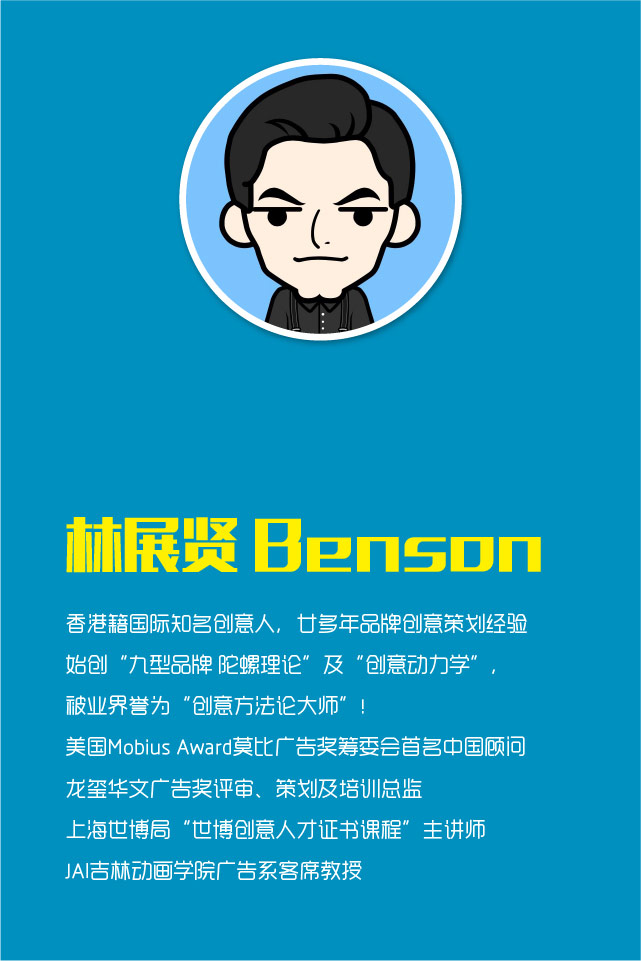 林展贤 Benson
香港籍国际知名创意人，廿多年品牌创意策划经验
始创“九型品牌 陀螺理论”及“创意动力学”，
被业界誉为“创意方法论大师”！
美国Mobius Award莫比广告奖筹委会首名中国顾问
龙玺华文广告奖评审、策划及培训总监
上海世博局“世博创意人才证书课程”主讲师
JAI吉林动画学院广告系客席教授